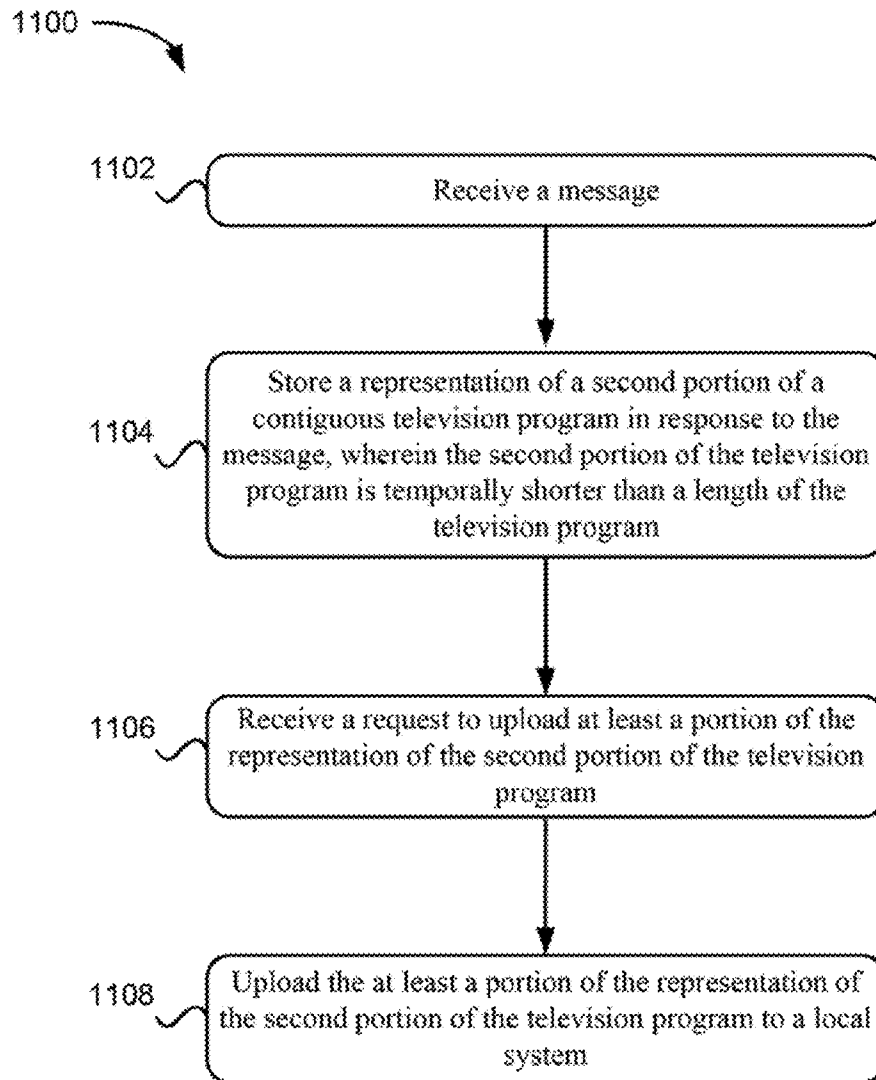 1100
1102
Receive a message
1104
Store a representation of a second portion of a
contiguous television program in response to the
message, wherein the second portion of the television
program is temporally shorter than a length of the
television program
1106
Receive a request to upload at least a portion of the
representation of the second portion of the television
program
1108
Upload the at least a portion of the representation of
the second portion of the television program to a local
system